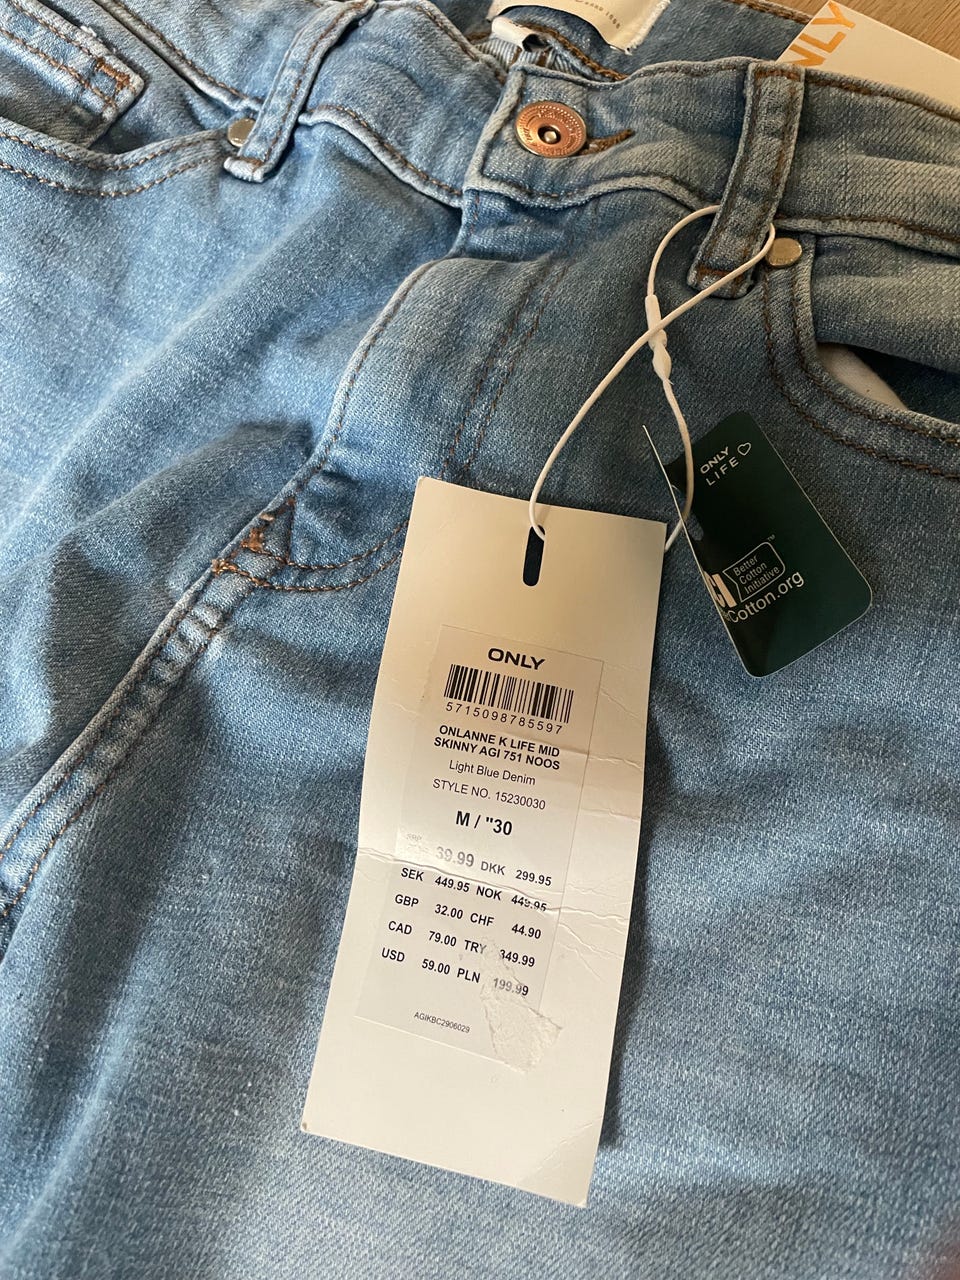 ONLY
ONLY
LIFE
Better
Cotton
Initiative
TM
Cotton.org
ONLY
5715098785597
ONLANNE K LIFE MID
SKINNY AGI 751 NOOS
Light Blue Denim
STYLE NO. 15230030
M / "30
39.99 DKK 299.95
SEK 449.95 NOK 449.95
GBP 32.00 CHF 44.90
CAD 79.00 TRY 349.99
USD 59.00 PLN 199.99
AGIKBC2906029